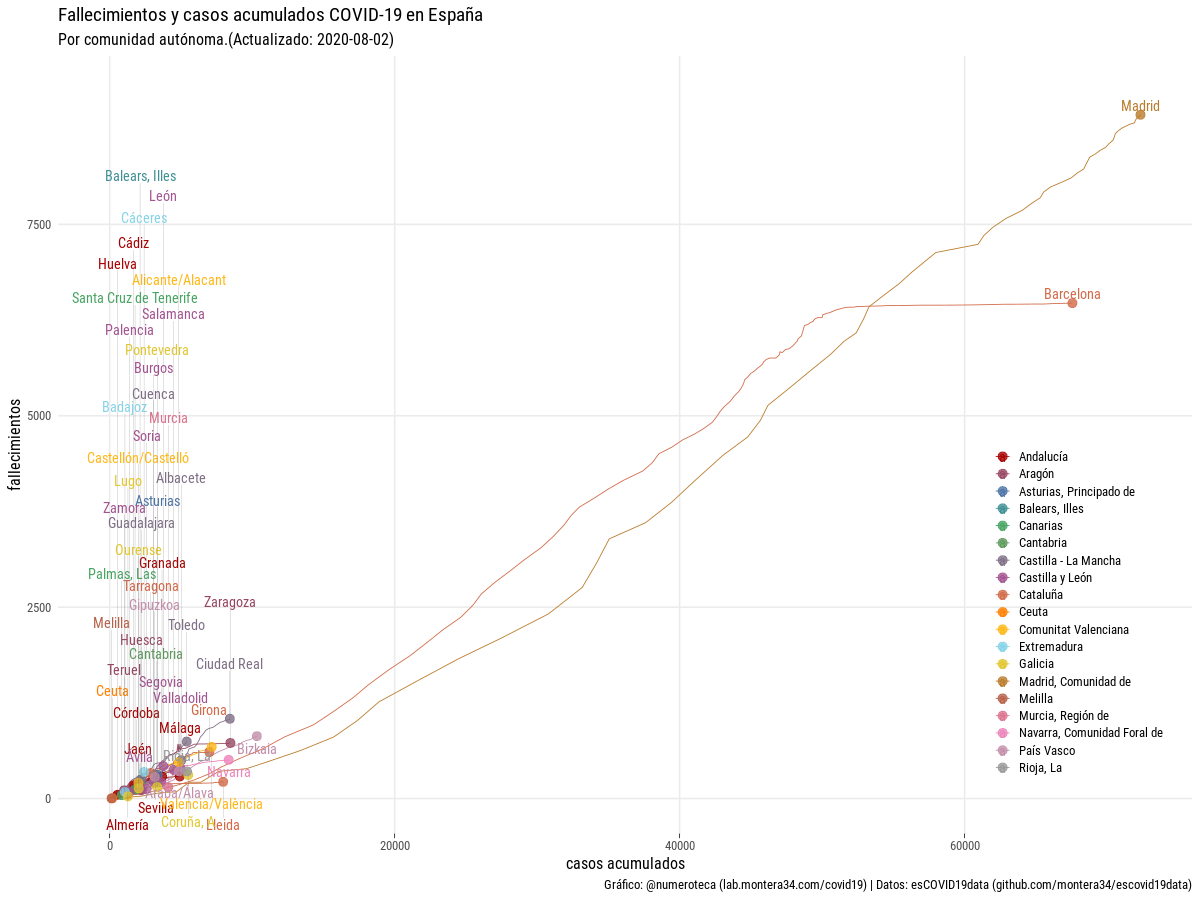 Fallecimientos y casos acumulados COVID-19 en España
Por comunidad autónoma.(Actualizado: 2020-08-02)
Madrid
Balears, Illes
León
Cáceres
7500
Cádiz
Huelva
Alicante/Alacant
Barcelona
Santa Cruz de Tenerife
Salamanca
Palencia
Pontevedra
Burgos
Cuenca
Badajoz
5000
Murcia
Soria
Castellón/Castelló
Albacete
Lugo
Asturias
Zamora
Guadalajara
Ourense
Granada
Palmas, Las
Tarragona
2500
Gipuzkoa
Zaragoza
Melilla
Toledo
Huesca
Cantabria
Ciudad Real
Teruel
Segovia
Ceuta
Valladolid
Girona
Córdoba
Málaga
Jaén
Bizkaia
Ávila
Rioja, La
Navarra
Araba/Álava
0
Valencia/València
Sevilla
Coruña, A
Almería
Lleida
fallecimientos
Andalucía
Aragón
Asturias, Principado de
Balears, Illes
Canarias
Cantabria
Castilla - La Mancha
Castilla y León
Cataluña
Ceuta
Comunitat Valenciana
Extremadura
Galicia
Madrid, Comunidad de
Melilla
Murcia, Región de
Navarra, Comunidad Foral de
País Vasco
Rioja, La
0 20000 40000 60000
casos acumulados
Gráfico: @numeroteca (lab.montera34.com/covid19) | Datos: esCOVID19data (github.com/montera34/escovid19data)